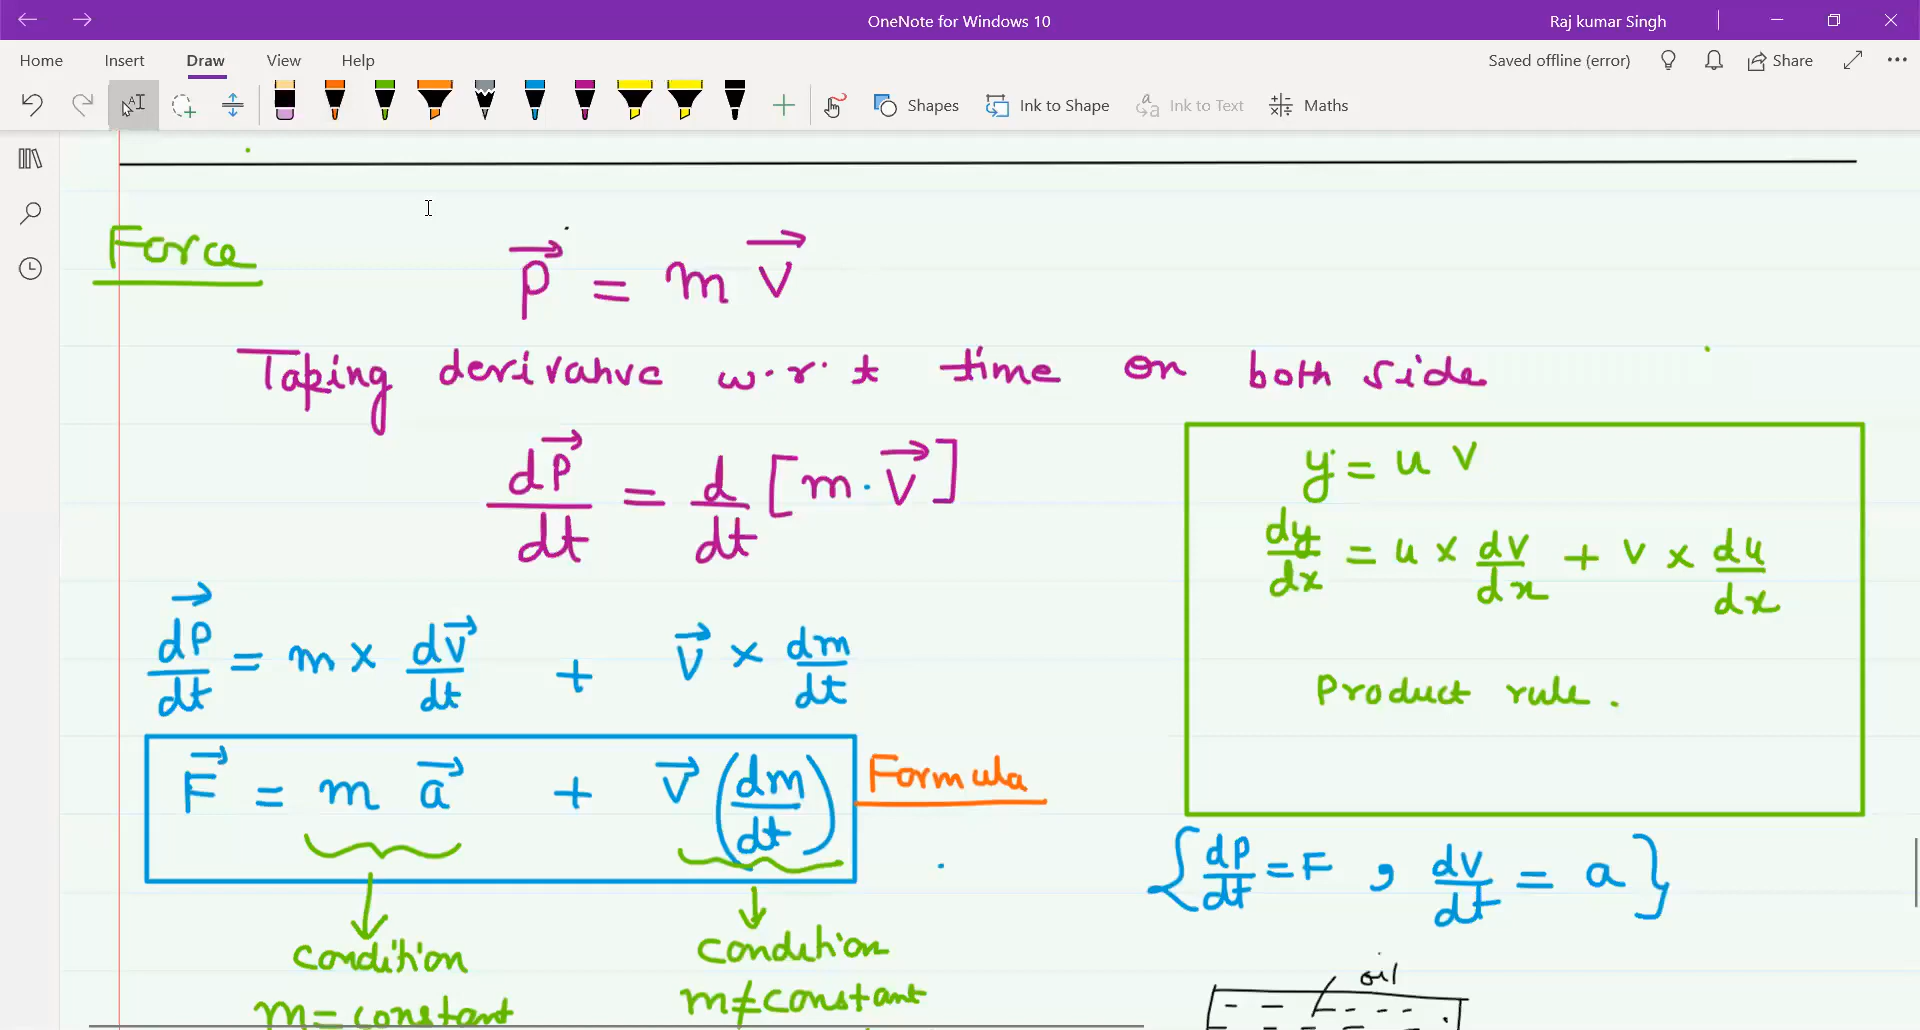 OneNote for Windows 10
Raj kumar Singh
Home Insert Draw View Help
Saved offline (error) Share
Shapes Ink to Shape Ink to Text Maths
Force
P⃗ = m V⃗
Taking derivative w.r.t time on both side
dP⃗/dt = d/dt [m · V⃗]
y = u v
dy/dx = u × dv/dx + v × du/dx
Product rule.
dP⃗/dt = m × dV⃗/dt + V⃗ × dm/dt
F⃗ = m a⃗ + V⃗ (dm/dt) Formula
{dP/dt = F , dv/dt = a}
Condition
m = constant
Condition
m ≠ constant
oil